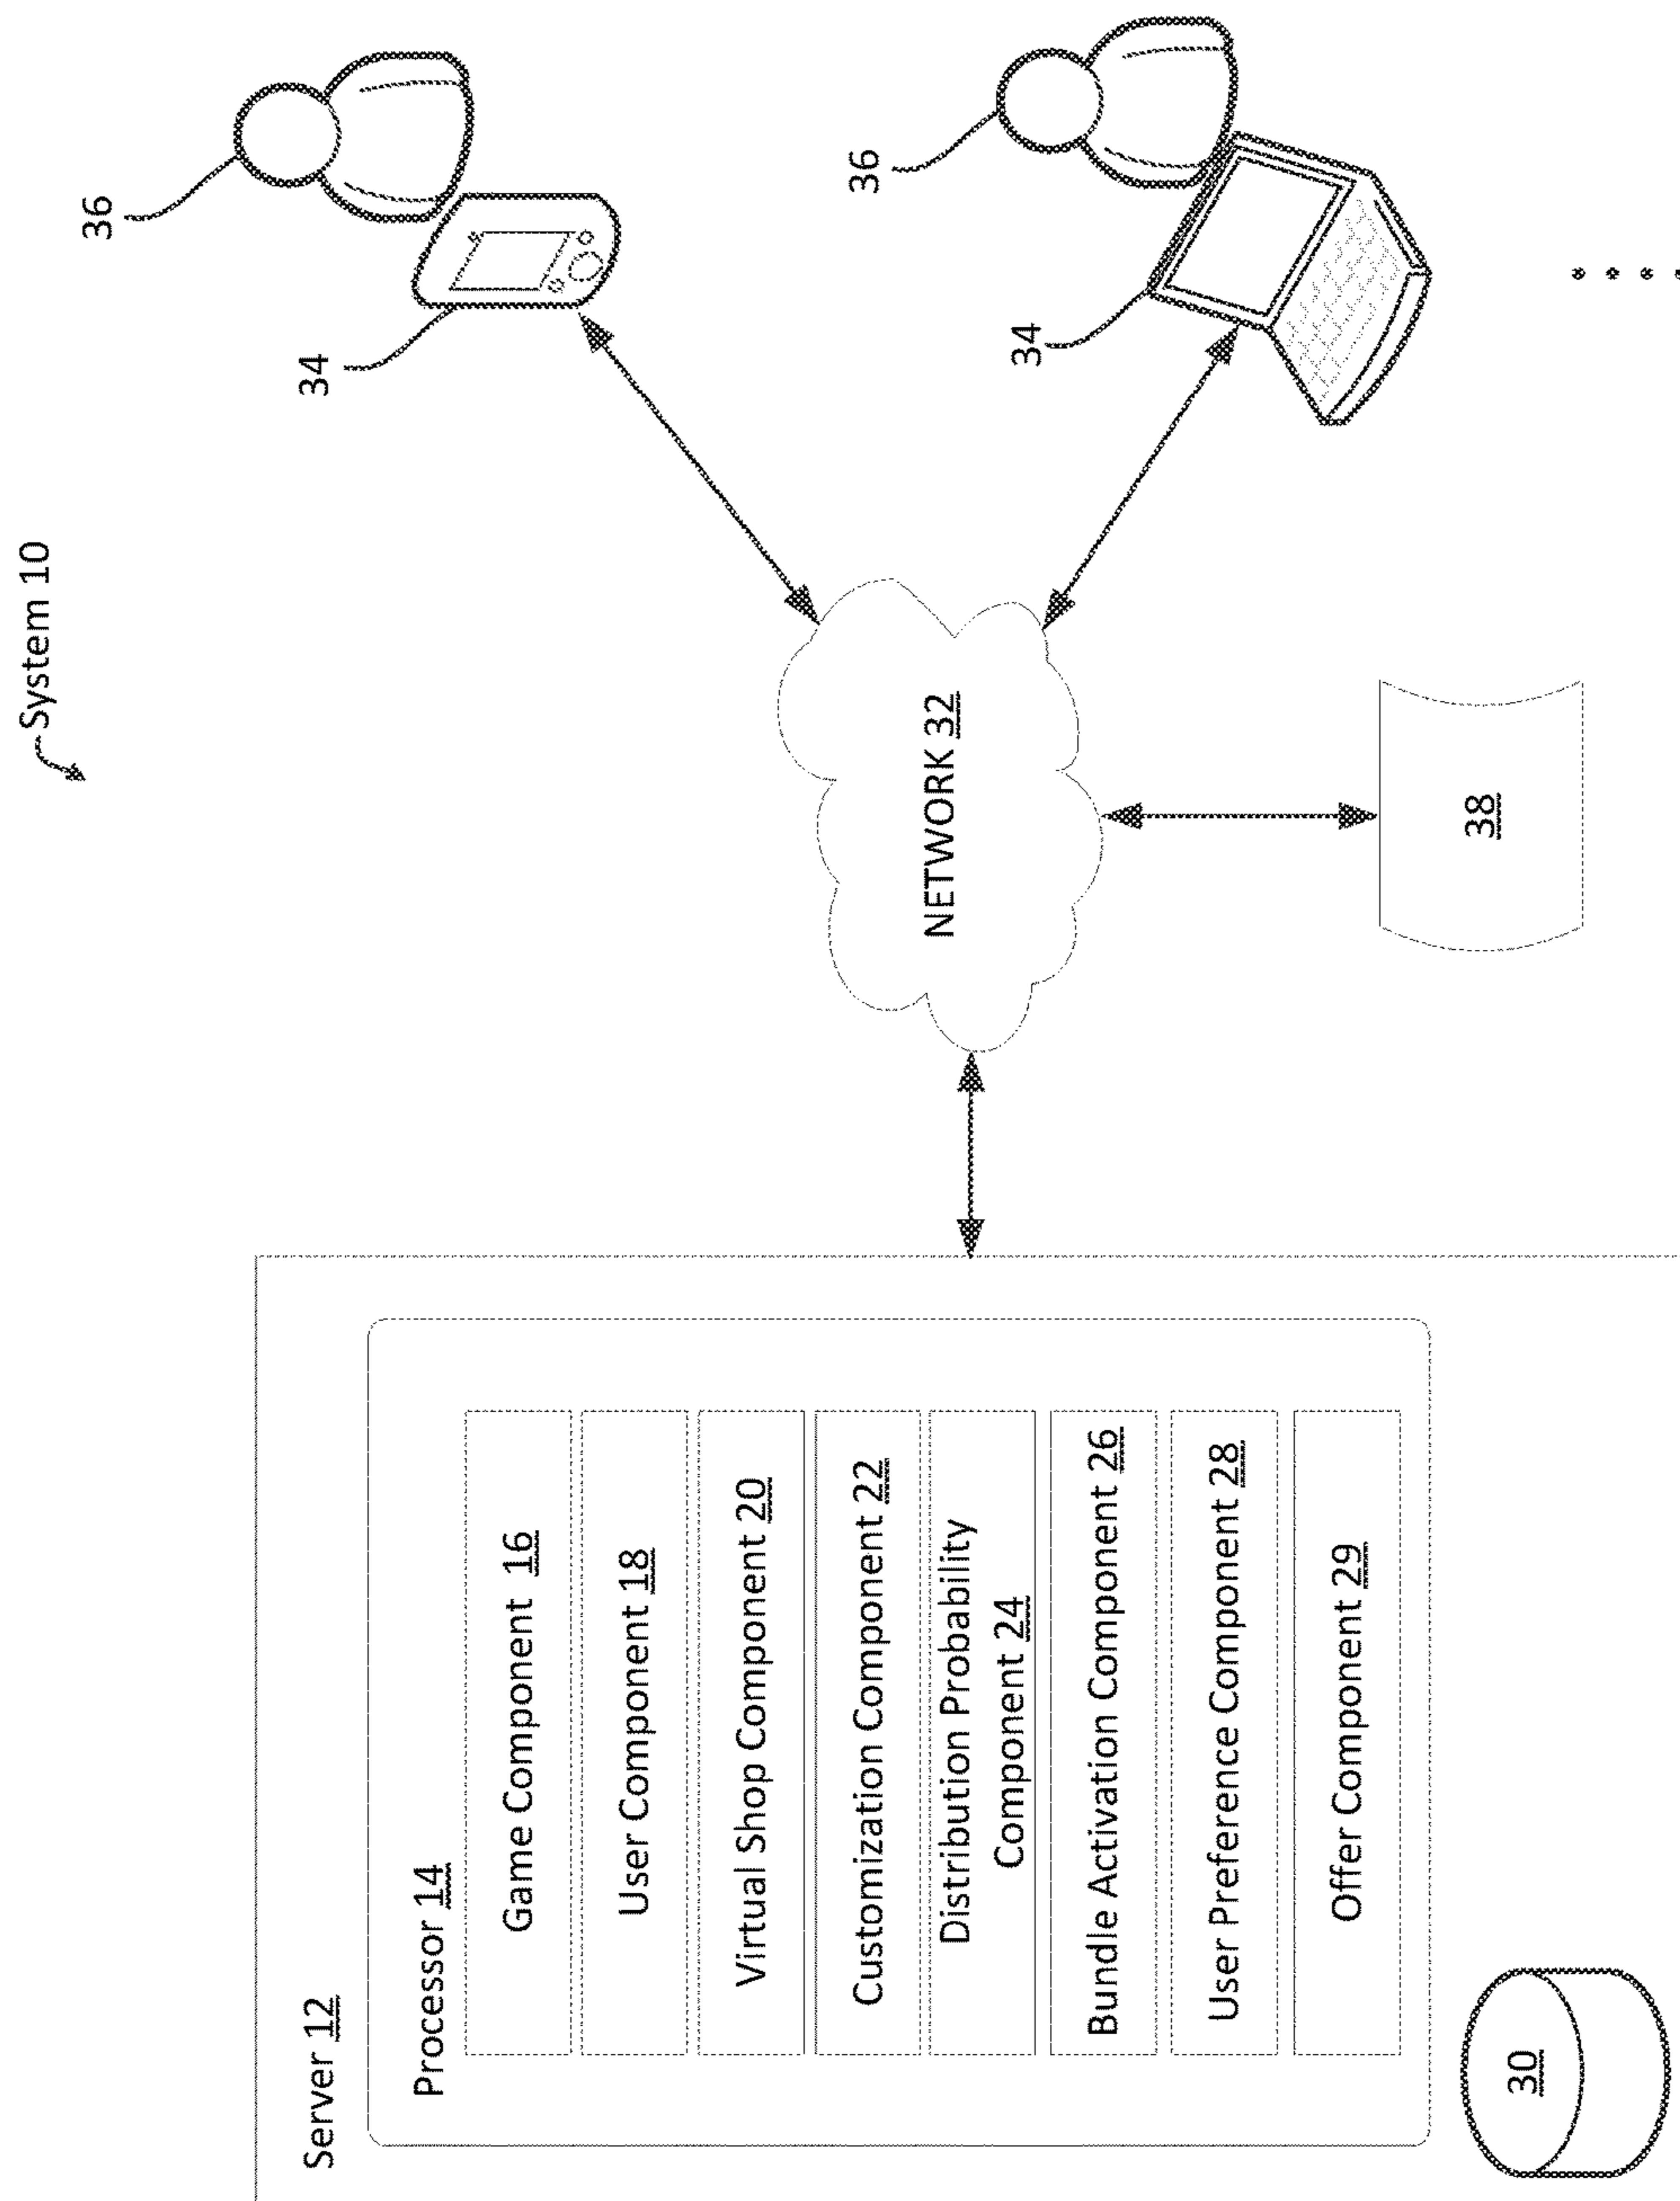 System 10
Server 12
Processor 14
Game Component 16
User Component 18
Virtual Shop Component 20
Customization Component 22
Distribution Probability
Component 24
Bundle Activation Component 26
User Preference Component 28
Offer Component 29
30
NETWORK 32
38
34
36
34
36